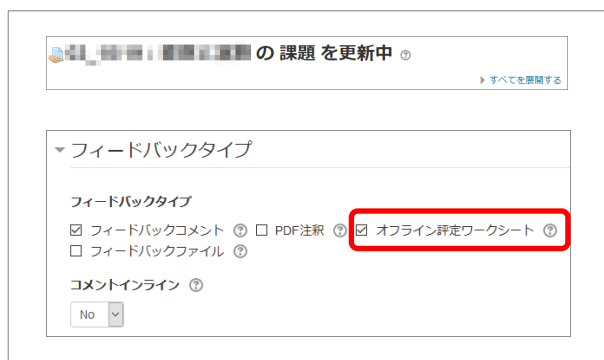 の 課題 を更新中
すべてを展開する
フィードバックタイプ
フィードバックタイプ
フィードバックコメント PDF注釈 オフライン評定ワークシート
フィードバックファイル
コメントインライン
No